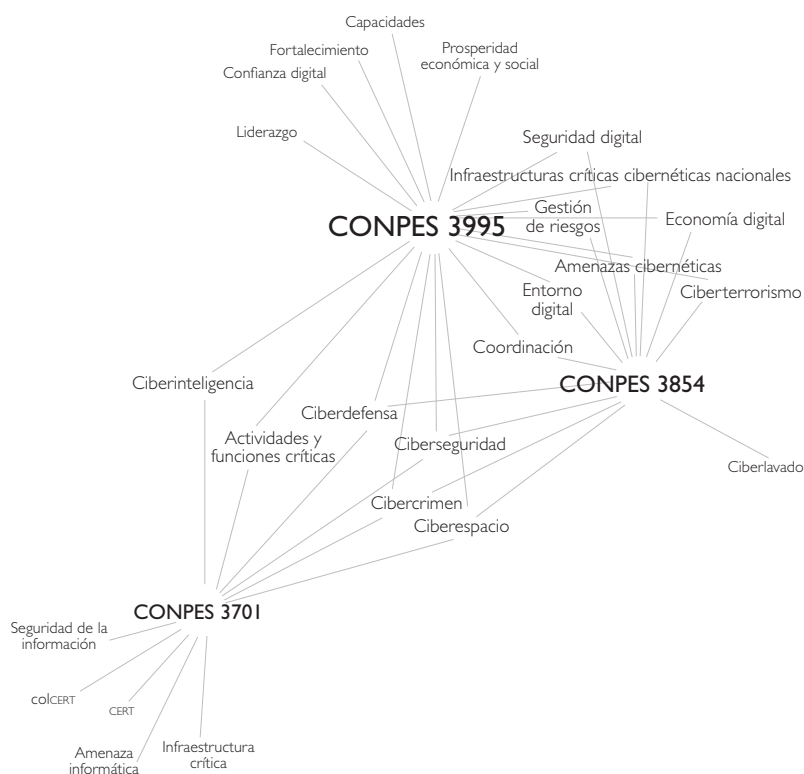 Capacidades
Fortalecimiento
Prosperidad
económica y social
Confianza digital
Liderazgo
Seguridad digital
Infraestructuras críticas cibernéticas nacionales
Gestión
de riesgos
CONPES 3995
Economía digital
Amenazas cibernéticas
Entorno
digital
Ciberterrorismo
Coordinación
Ciberinteligencia
CONPES 3854
Ciberdefensa
Actividades y
funciones críticas
Ciberseguridad
Ciberlavado
Cibercrimen
Ciberespacio
CONPES 3701
Seguridad de la
información
colCERT
CERT
Amenaza
informática
Infraestructura
crítica